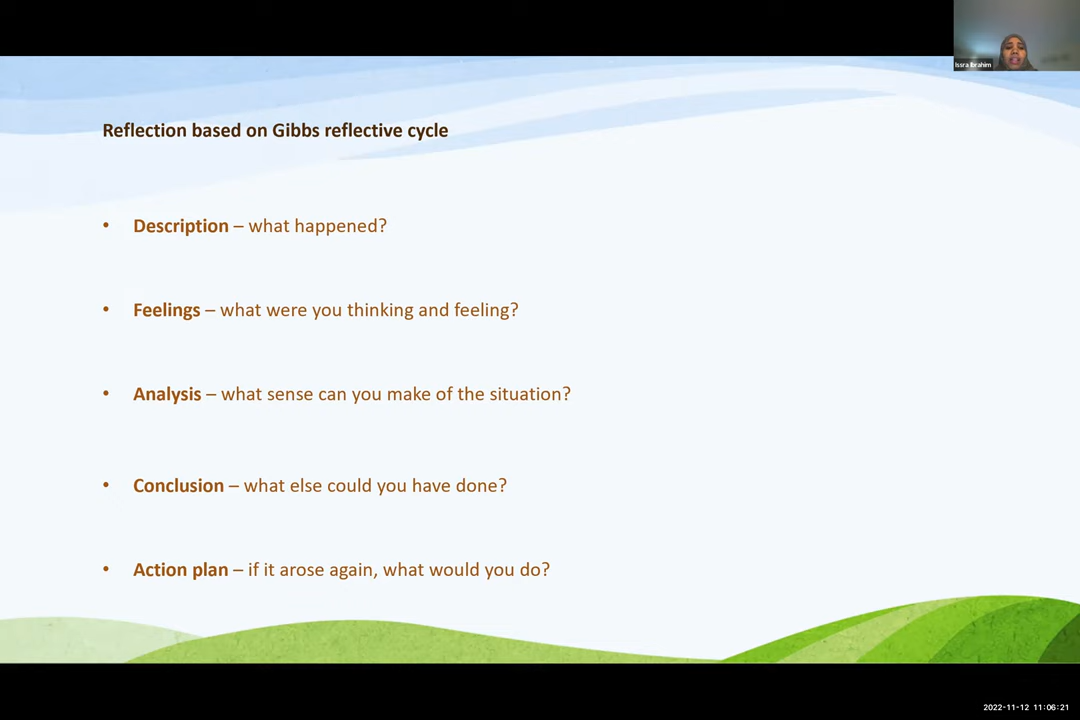 Issra Ibrahim
Reflection based on Gibbs reflective cycle
• Description – what happened?
• Feelings – what were you thinking and feeling?
• Analysis – what sense can you make of the situation?
• Conclusion – what else could you have done?
• Action plan – if it arose again, what would you do?
2022-11-12 11:06:21